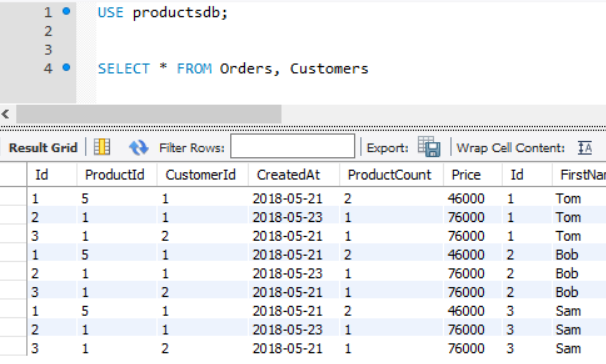 1 USE productsdb;
2
3
4 SELECT * FROM Orders, Customers
Result Grid Filter Rows: Export: Wrap Cell Content:
Id ProductId CustomerId CreatedAt ProductCount Price Id FirstNa
1 5 1 2018-05-21 2 46000 1 Tom
2 1 1 2018-05-23 1 76000 1 Tom
3 1 2 2018-05-21 1 76000 1 Tom
1 5 1 2018-05-21 2 46000 2 Bob
2 1 1 2018-05-23 1 76000 2 Bob
3 1 2 2018-05-21 1 76000 2 Bob
1 5 1 2018-05-21 2 46000 3 Sam
2 1 1 2018-05-23 1 76000 3 Sam
3 1 2 2018-05-21 1 76000 3 Sam